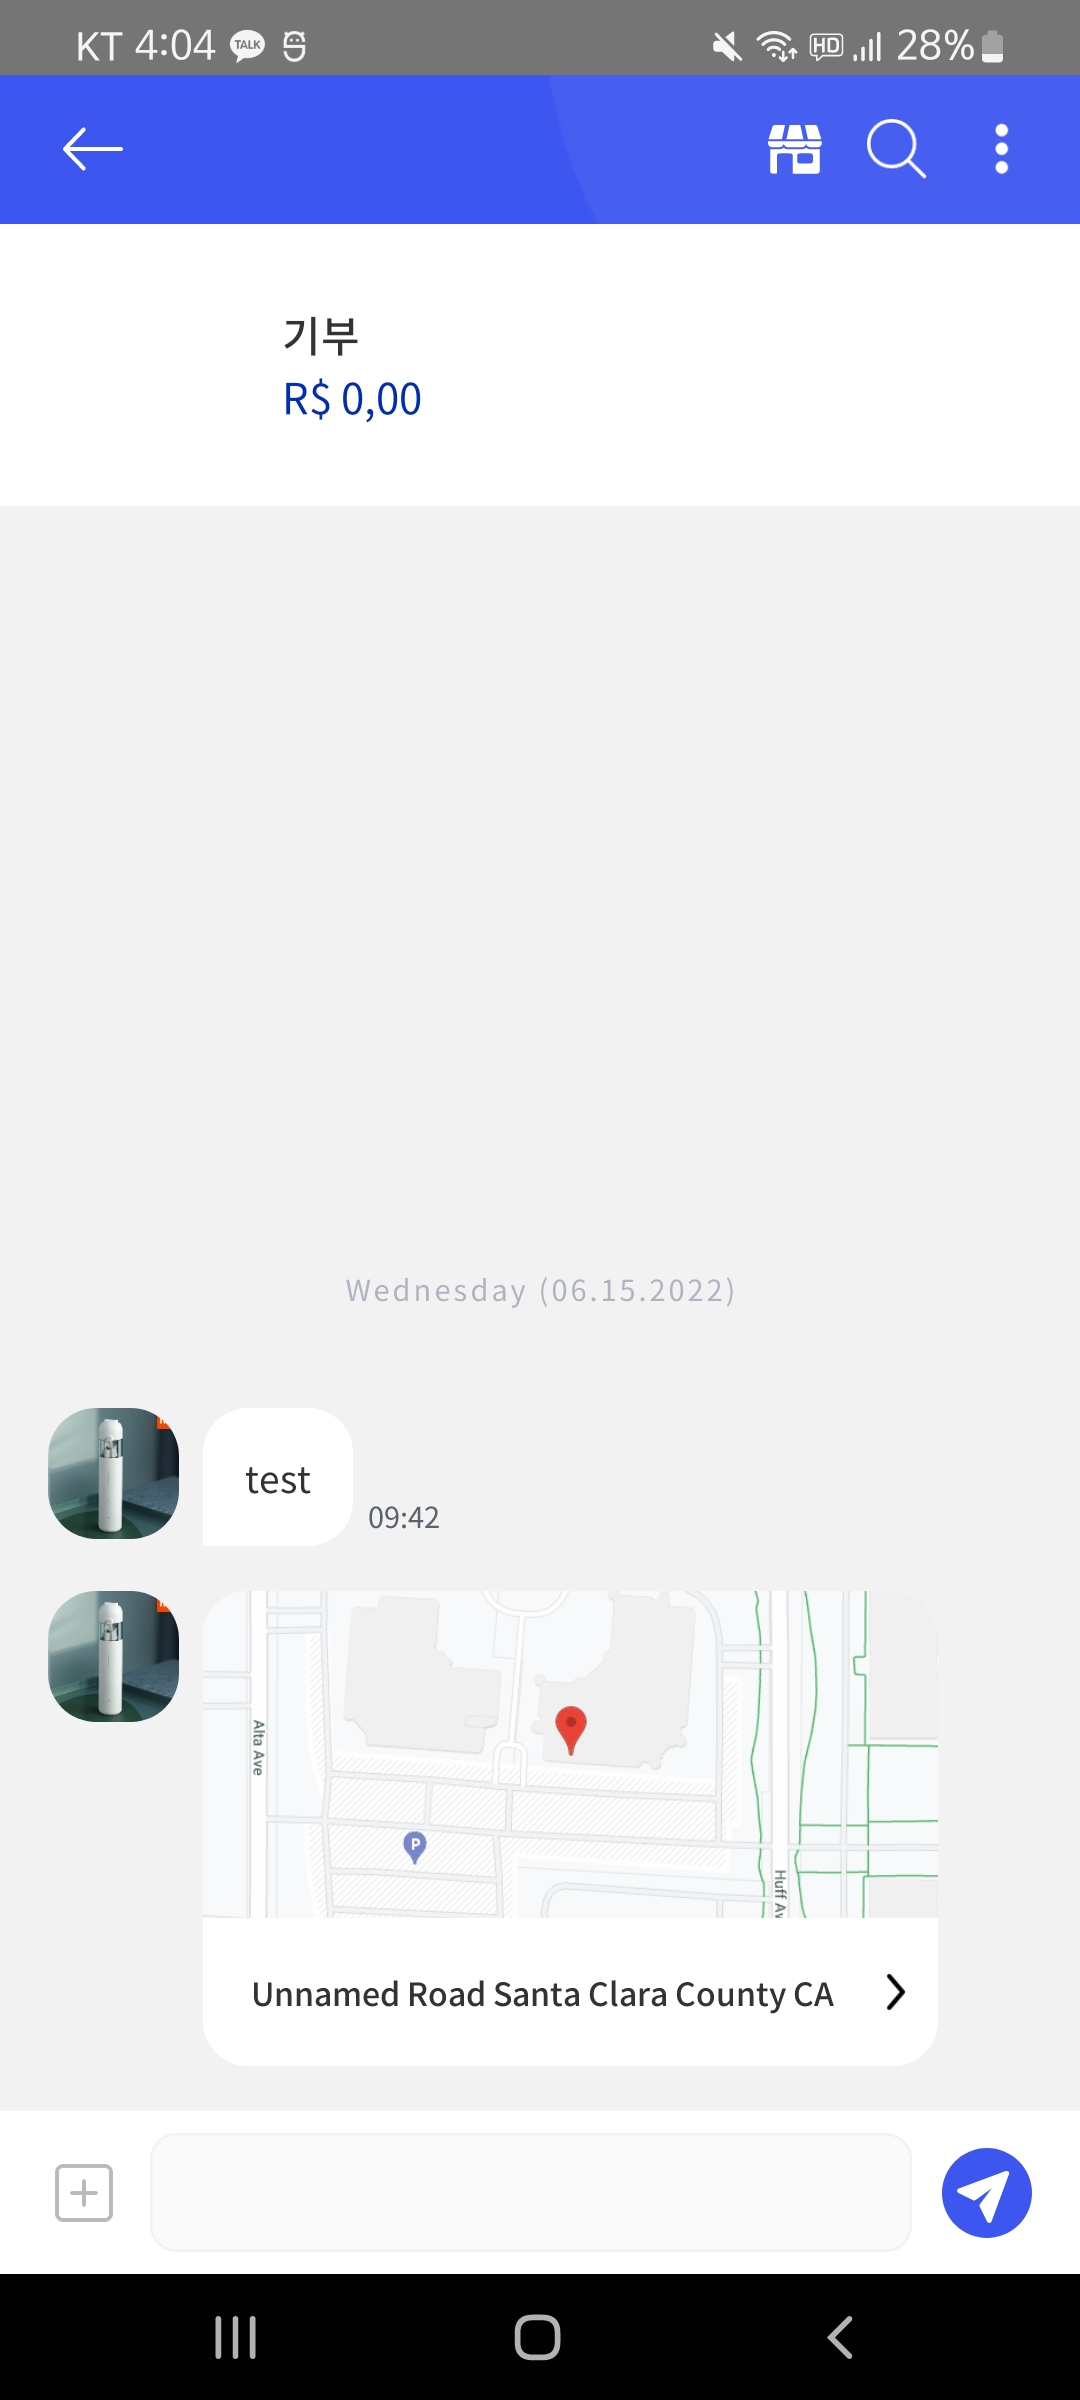 KT 4:04 TALK HD 28%
기부
R$ 0,00
Wednesday (06.15.2022)
test
09:42
Alta Ave
P
Huff Av
Unnamed Road Santa Clara County CA